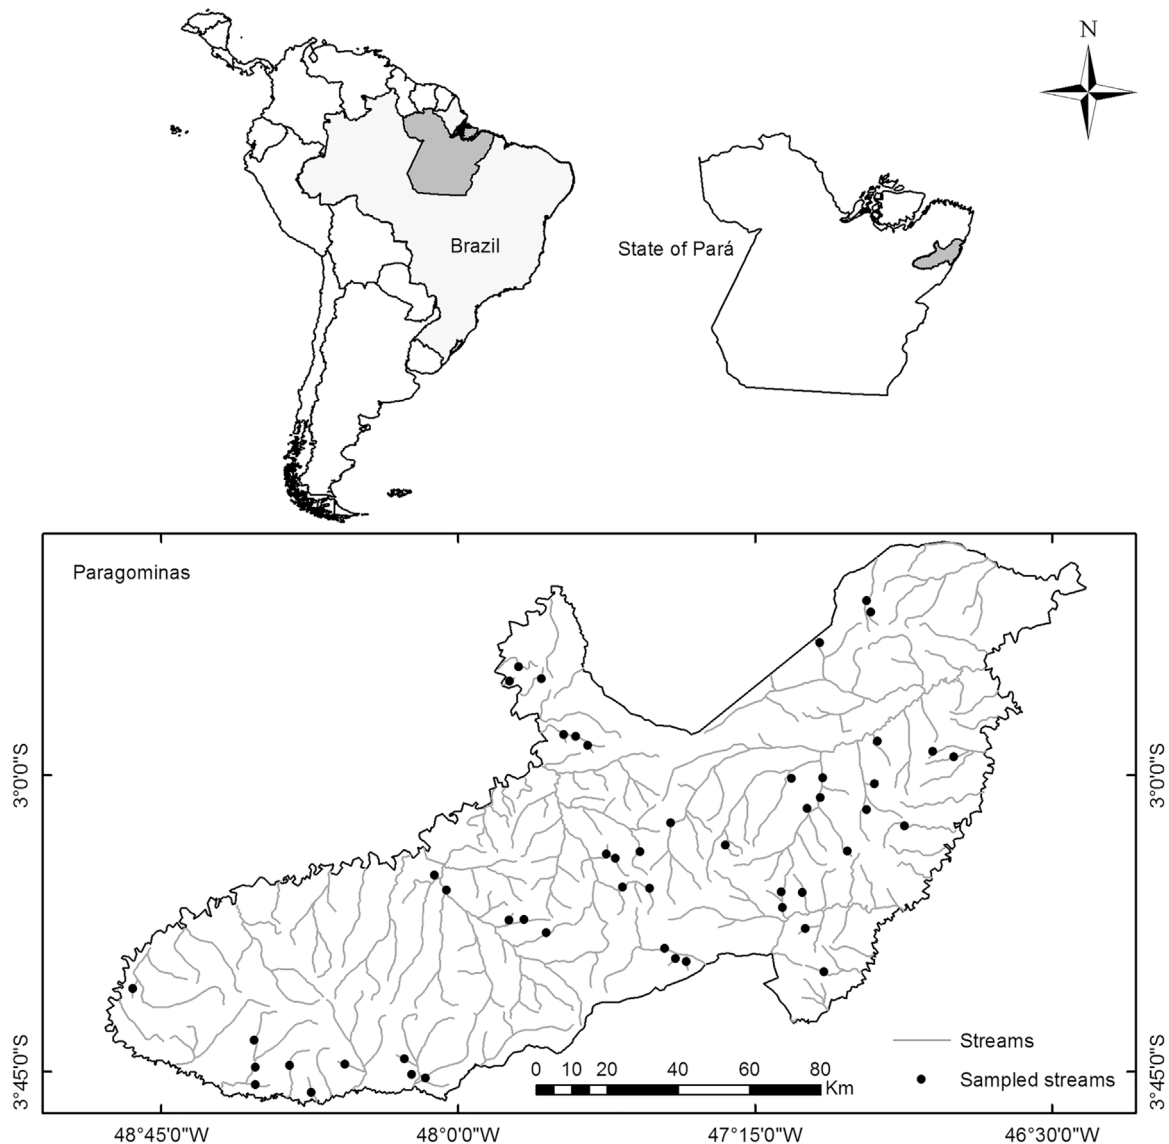 N
Brazil
State of Pará
Paragominas
3°0'0"S
3°0'0"S
3°45'0"S
3°45'0"S
Streams
Sampled streams
0 10 20 40 60 80
Km
48°45'0"W 48°0'0"W 47°15'0"W 46°30'0"W